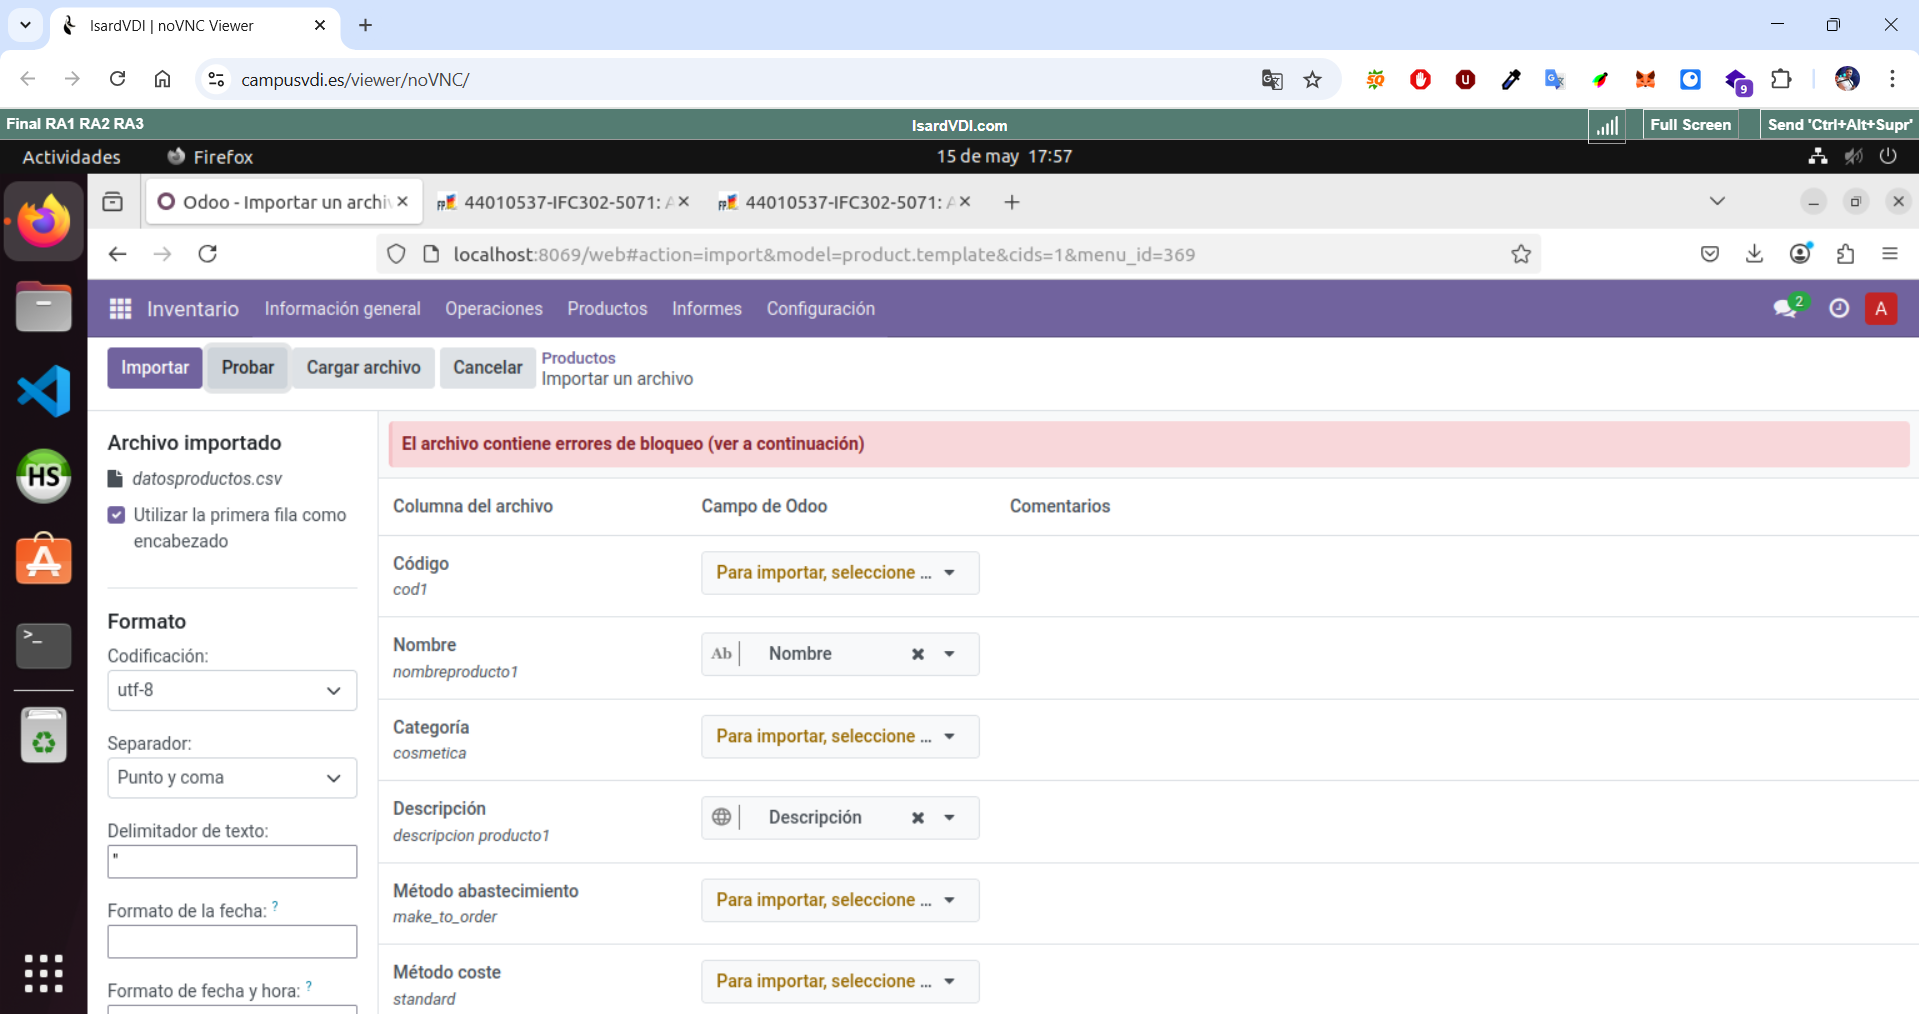 IsardVDI | noVNC Viewer
campusvdi.es/viewer/noVNC/
9
Final RA1 RA2 RA3
IsardVDI.com
Full Screen
Send 'Ctrl+Alt+Supr'
Actividades
Firefox
15 de may 17:57
Odoo - Importar un archiv
44010537-IFC302-5071: A
44010537-IFC302-5071: A
localhost:8069/web#action=import&model=product.template&cids=1&menu_id=369
Inventario
Información general
Operaciones
Productos
Informes
Configuración
2
A
Importar
Probar
Cargar archivo
Cancelar
Productos
Importar un archivo
Archivo importado
datosproductos.csv
Utilizar la primera fila como
encabezado
Formato
Codificación:
utf-8
Separador:
Punto y coma
Delimitador de texto:
"
Formato de la fecha: ?
Formato de fecha y hora: ?
El archivo contiene errores de bloqueo (ver a continuación)
Columna del archivo
Campo de Odoo
Comentarios
Código
cod1
Para importar, seleccione ...
Nombre
nombreproducto1
Ab
Nombre
Categoría
cosmetica
Para importar, seleccione ...
Descripción
descripcion producto1
Descripción
Método abastecimiento
make_to_order
Para importar, seleccione ...
Método coste
standard
Para importar, seleccione ...
HS
>_